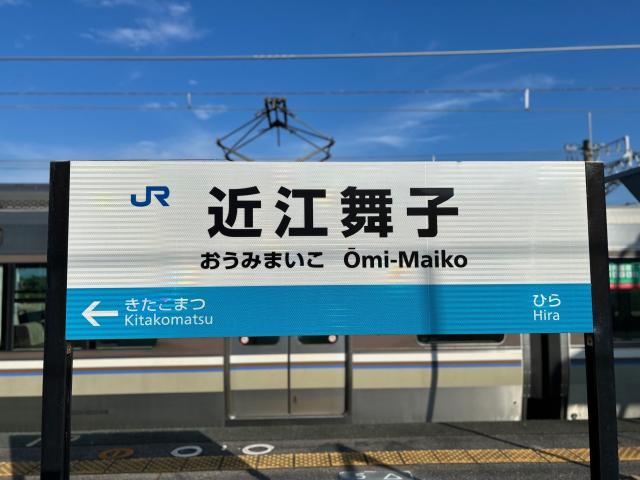 JR 近江舞子
おうみまいこ Ōmi-Maiko
← きたこまつ ひら
Kitakomatsu Hira